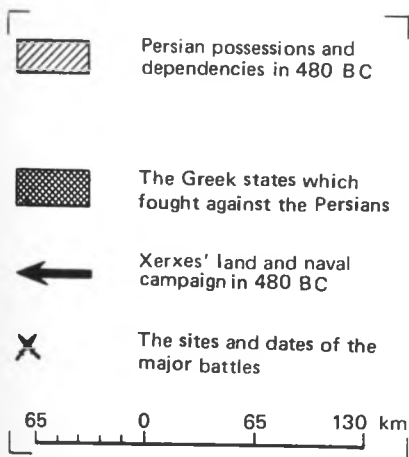 Persian possessions and
dependencies in 480 BC
The Greek states which
fought against the Persians
Xerxes' land and naval
campaign in 480 BC
The sites and dates of the
major battles
65 0 65 130 km